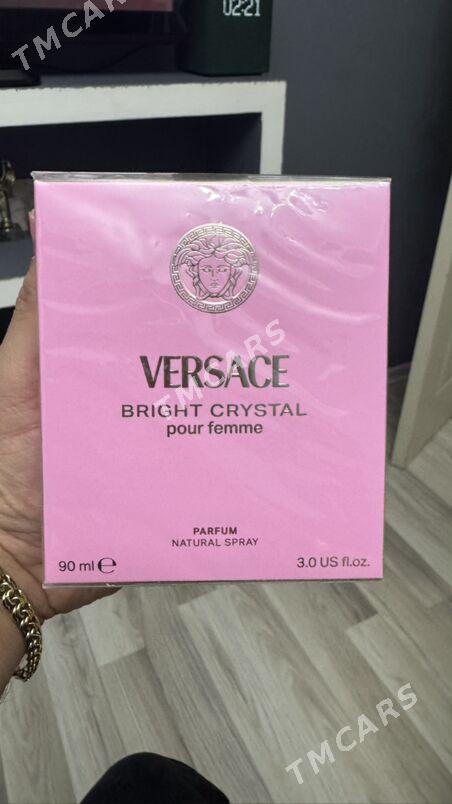 02:21
TMCARS
VERSACE
TMCARS
BRIGHT CRYSTAL
pour femme
PARFUM
NATURAL SPRAY
90 ml ℮
3.0 US fl.oz.
TMCARS